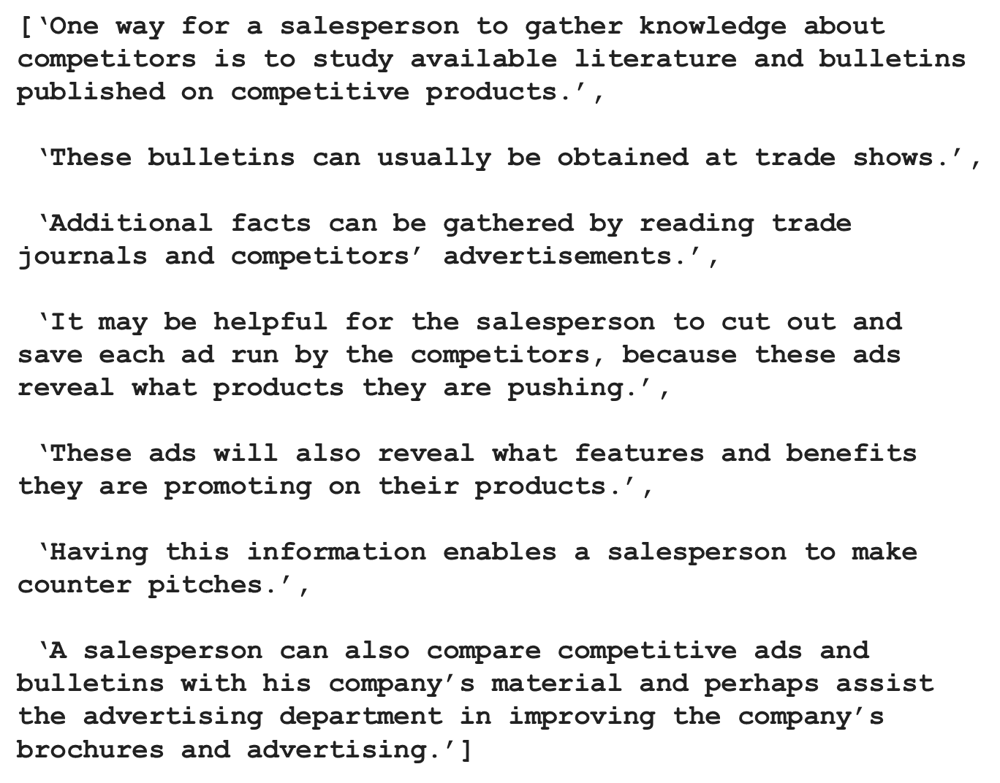 [‘One way for a salesperson to gather knowledge about
competitors is to study available literature and bulletins
published on competitive products.’,
‘These bulletins can usually be obtained at trade shows.’,
‘Additional facts can be gathered by reading trade
journals and competitors’ advertisements.’,
‘It may be helpful for the salesperson to cut out and
save each ad run by the competitors, because these ads
reveal what products they are pushing.’,
‘These ads will also reveal what features and benefits
they are promoting on their products.’,
‘Having this information enables a salesperson to make
counter pitches.’,
‘A salesperson can also compare competitive ads and
bulletins with his company’s material and perhaps assist
the advertising department in improving the company’s
brochures and advertising.’]